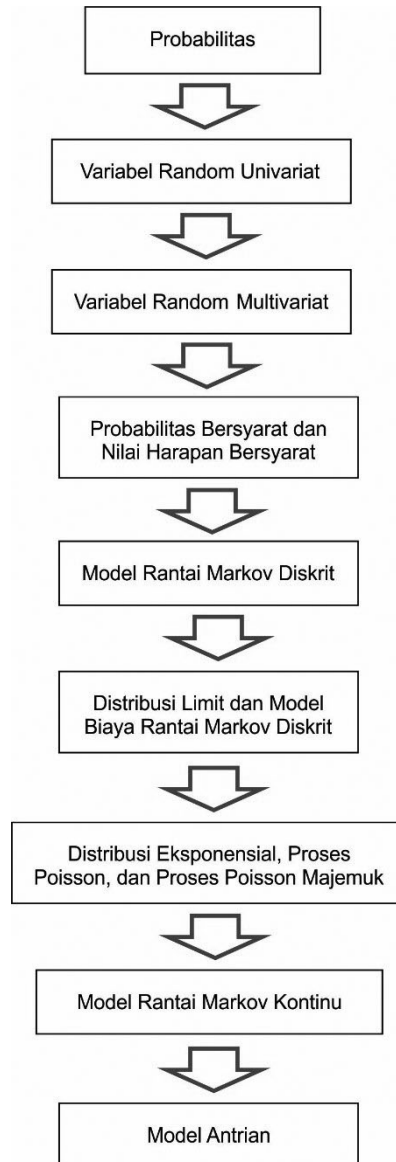 Probabilitas
Variabel Random Univariat
Variabel Random Multivariat
Probabilitas Bersyarat dan
Nilai Harapan Bersyarat
Model Rantai Markov Diskrit
Distribusi Limit dan Model
Biaya Rantai Markov Diskrit
Distribusi Eksponensial, Proses
Poisson, dan Proses Poisson Majemuk
Model Rantai Markov Kontinu
Model Antrian